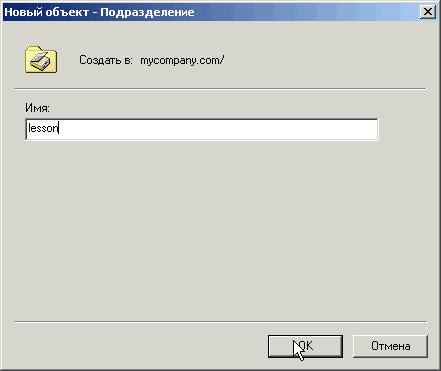 Новый объект - Подразделение
Создать в: mycompany.com/
Имя:
lesson
OK
Отмена